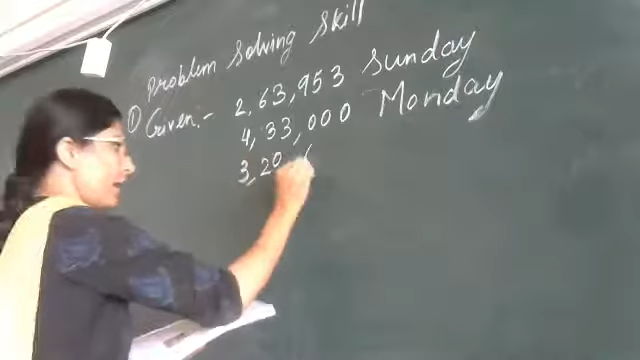 Problem Solving Skill
① Given:- 2,63,953 Sunday
4,33,000 Monday
3,20